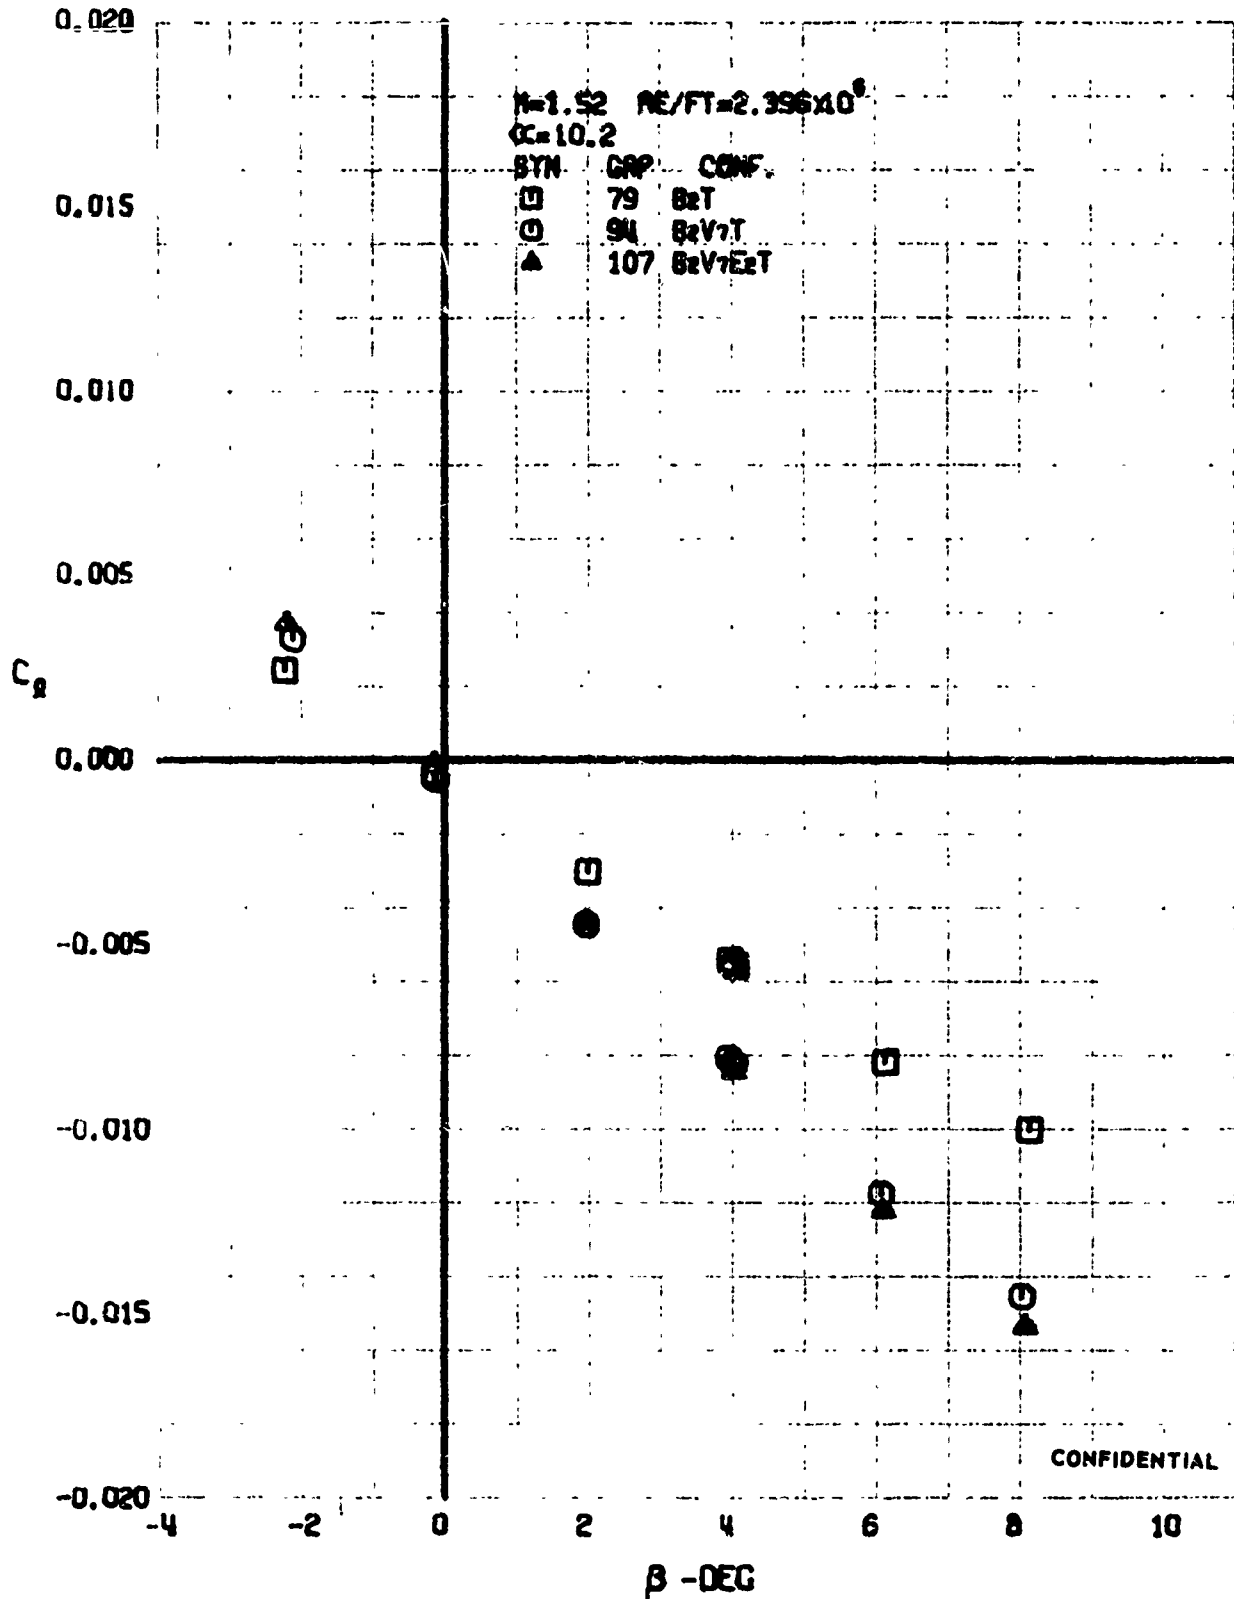 0.020
M=1.52 RE/FT=2.396X10⁶
α=10.2
SYM GRP CONF.
79 B₂T
94 B₂V₇T
107 B₂V₇E₂T
0.015
0.010
0.005
Cℓ
0.000
-0.005
-0.010
-0.015
CONFIDENTIAL
-0.020
-4 -2 0 2 4 6 8 10
β -DEG